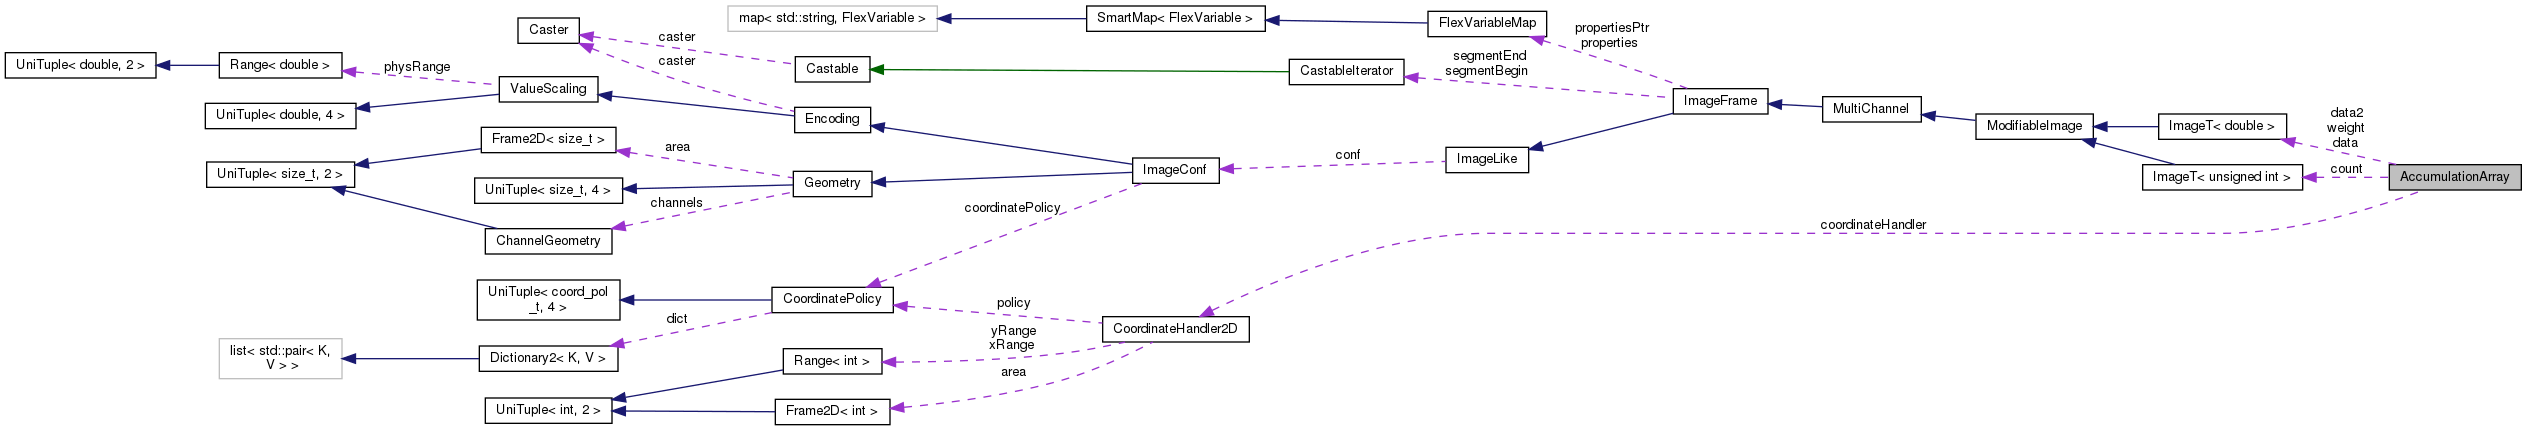 map< std::string, FlexVariable >
SmartMap< FlexVariable >
FlexVariableMap
propertiesPtr
properties
Caster
caster
caster
Castable
segmentEnd
segmentBegin
CastableIterator
UniTuple< double, 2 >
Range< double >
physRange
ValueScaling
UniTuple< double, 4 >
Encoding
ImageFrame
MultiChannel
ModifiableImage
ImageT< double >
data2
weight
data
Frame2D< size_t >
area
UniTuple< size_t, 2 >
UniTuple< size_t, 4 >
Geometry
channels
ChannelGeometry
ImageConf
conf
ImageLike
ImageT< unsigned int >
count
AccumulationArray
coordinatePolicy
coordinateHandler
UniTuple< coord_pol
_t, 4 >
CoordinatePolicy
policy
CoordinateHandler2D
dict
list< std::pair< K,
V > >
Dictionary2< K, V >
yRange
xRange
Range< int >
area
UniTuple< int, 2 >
Frame2D< int >